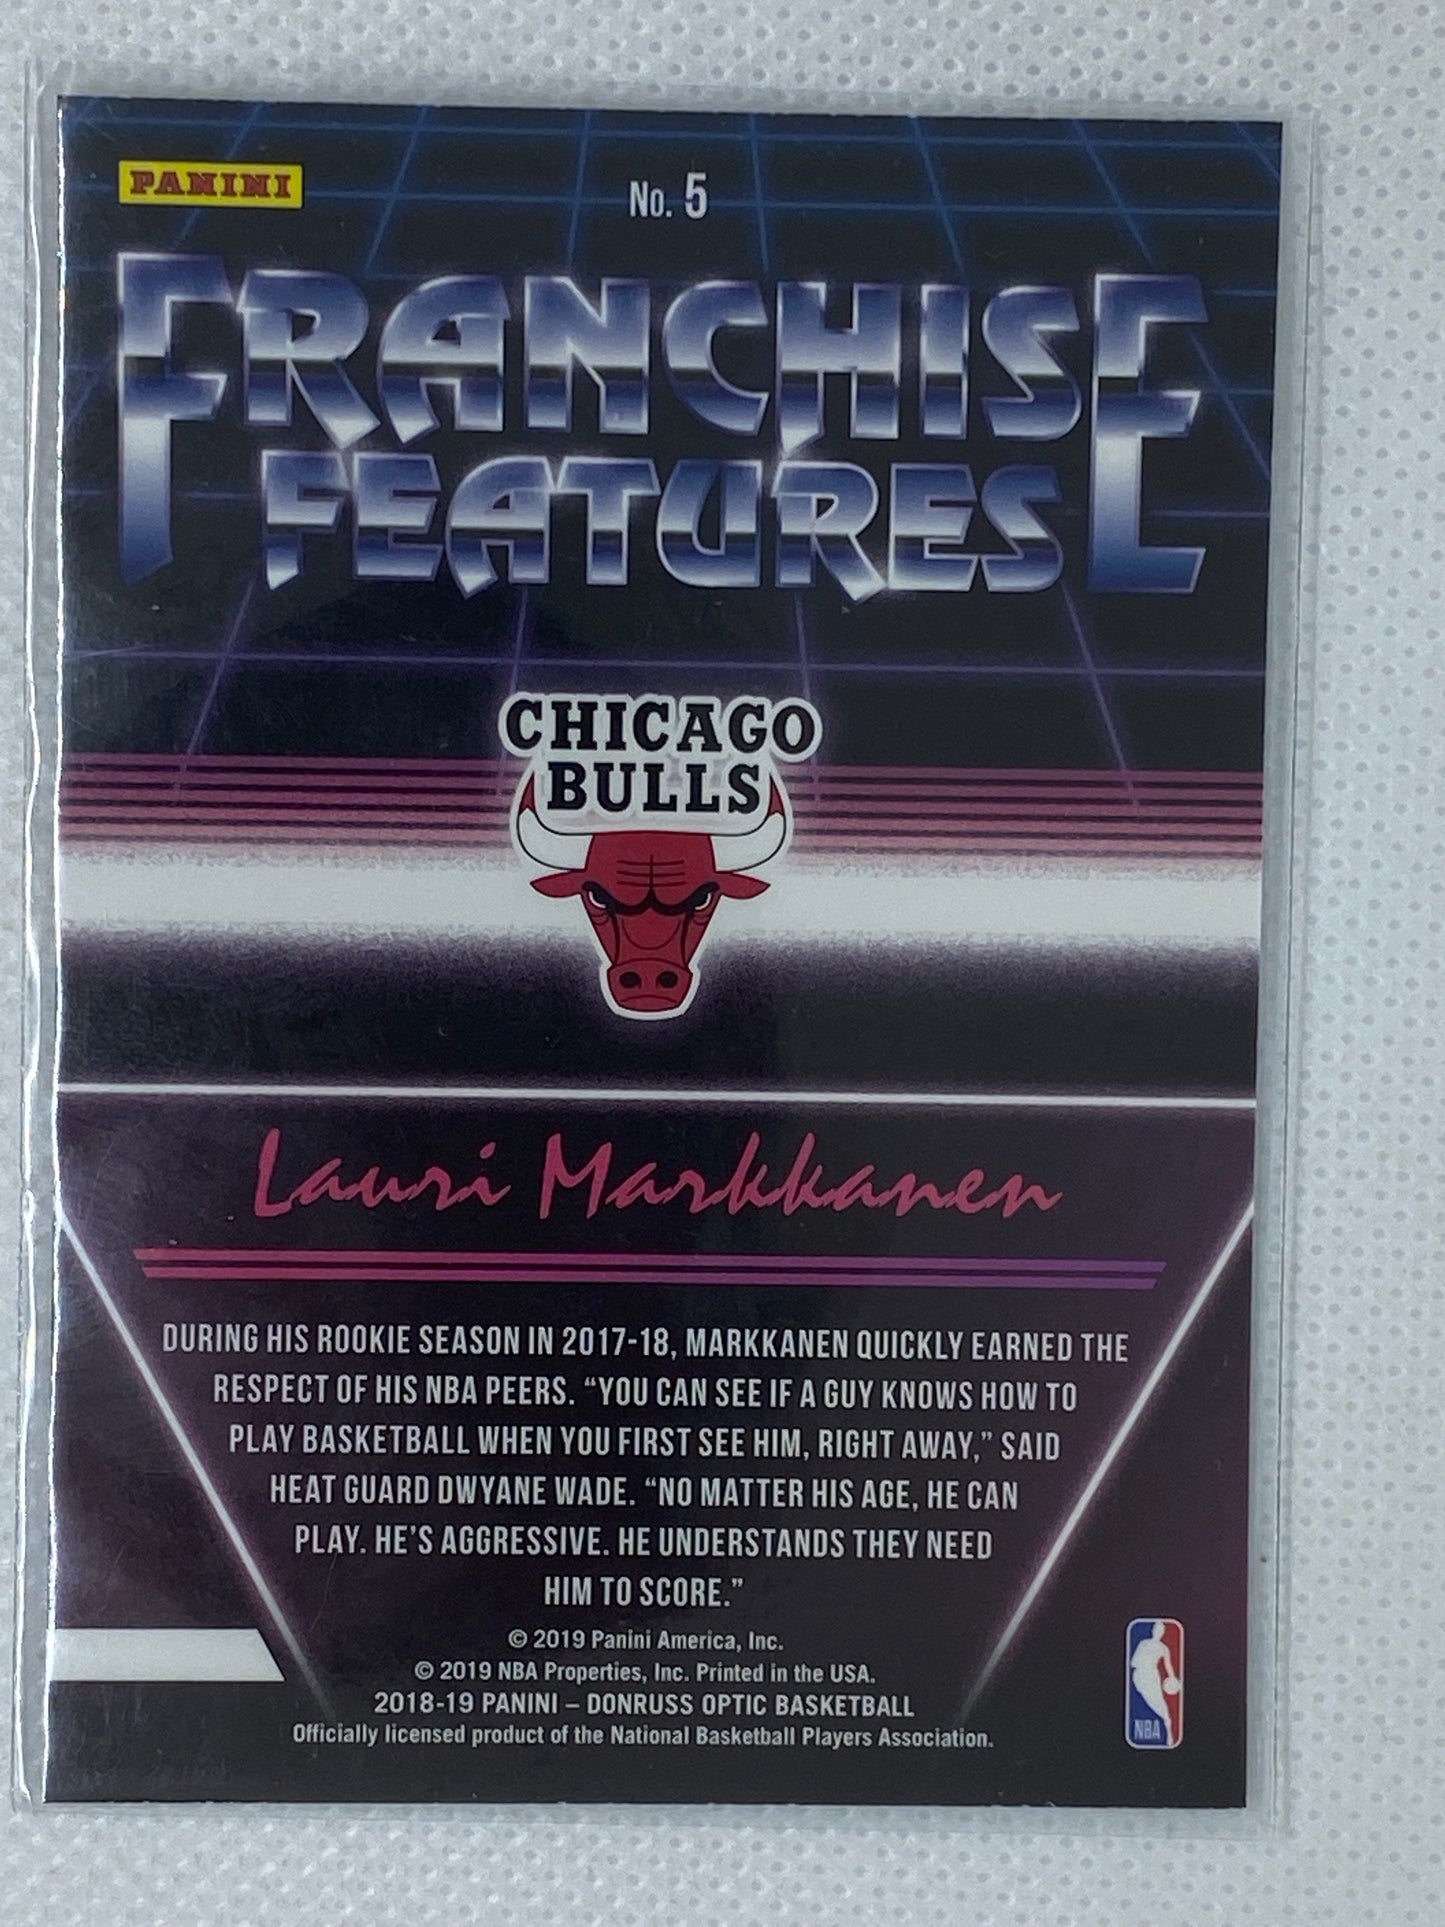 PANINI
No. 5
FRANCHISE
FEATURES
CHICAGO
BULLS
Lauri Markkanen
DURING HIS ROOKIE SEASON IN 2017-18, MARKKANEN QUICKLY EARNED THE
RESPECT OF HIS NBA PEERS. “YOU CAN SEE IF A GUY KNOWS HOW TO
PLAY BASKETBALL WHEN YOU FIRST SEE HIM, RIGHT AWAY,” SAID
HEAT GUARD DWYANE WADE. “NO MATTER HIS AGE, HE CAN
PLAY. HE’S AGGRESSIVE. HE UNDERSTANDS THEY NEED
HIM TO SCORE.”
© 2019 Panini America, Inc.
© 2019 NBA Properties, Inc. Printed in the USA.
2018-19 PANINI – DONRUSS OPTIC BASKETBALL
Officially licensed product of the National Basketball Players Association.
NBA